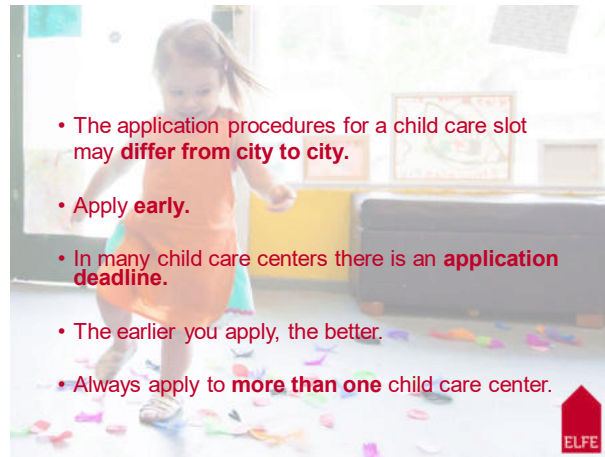 • The application procedures for a child care slot
may differ from city to city.
• Apply early.
• In many child care centers there is an application
deadline.
• The earlier you apply, the better.
• Always apply to more than one child care center.
ELFE